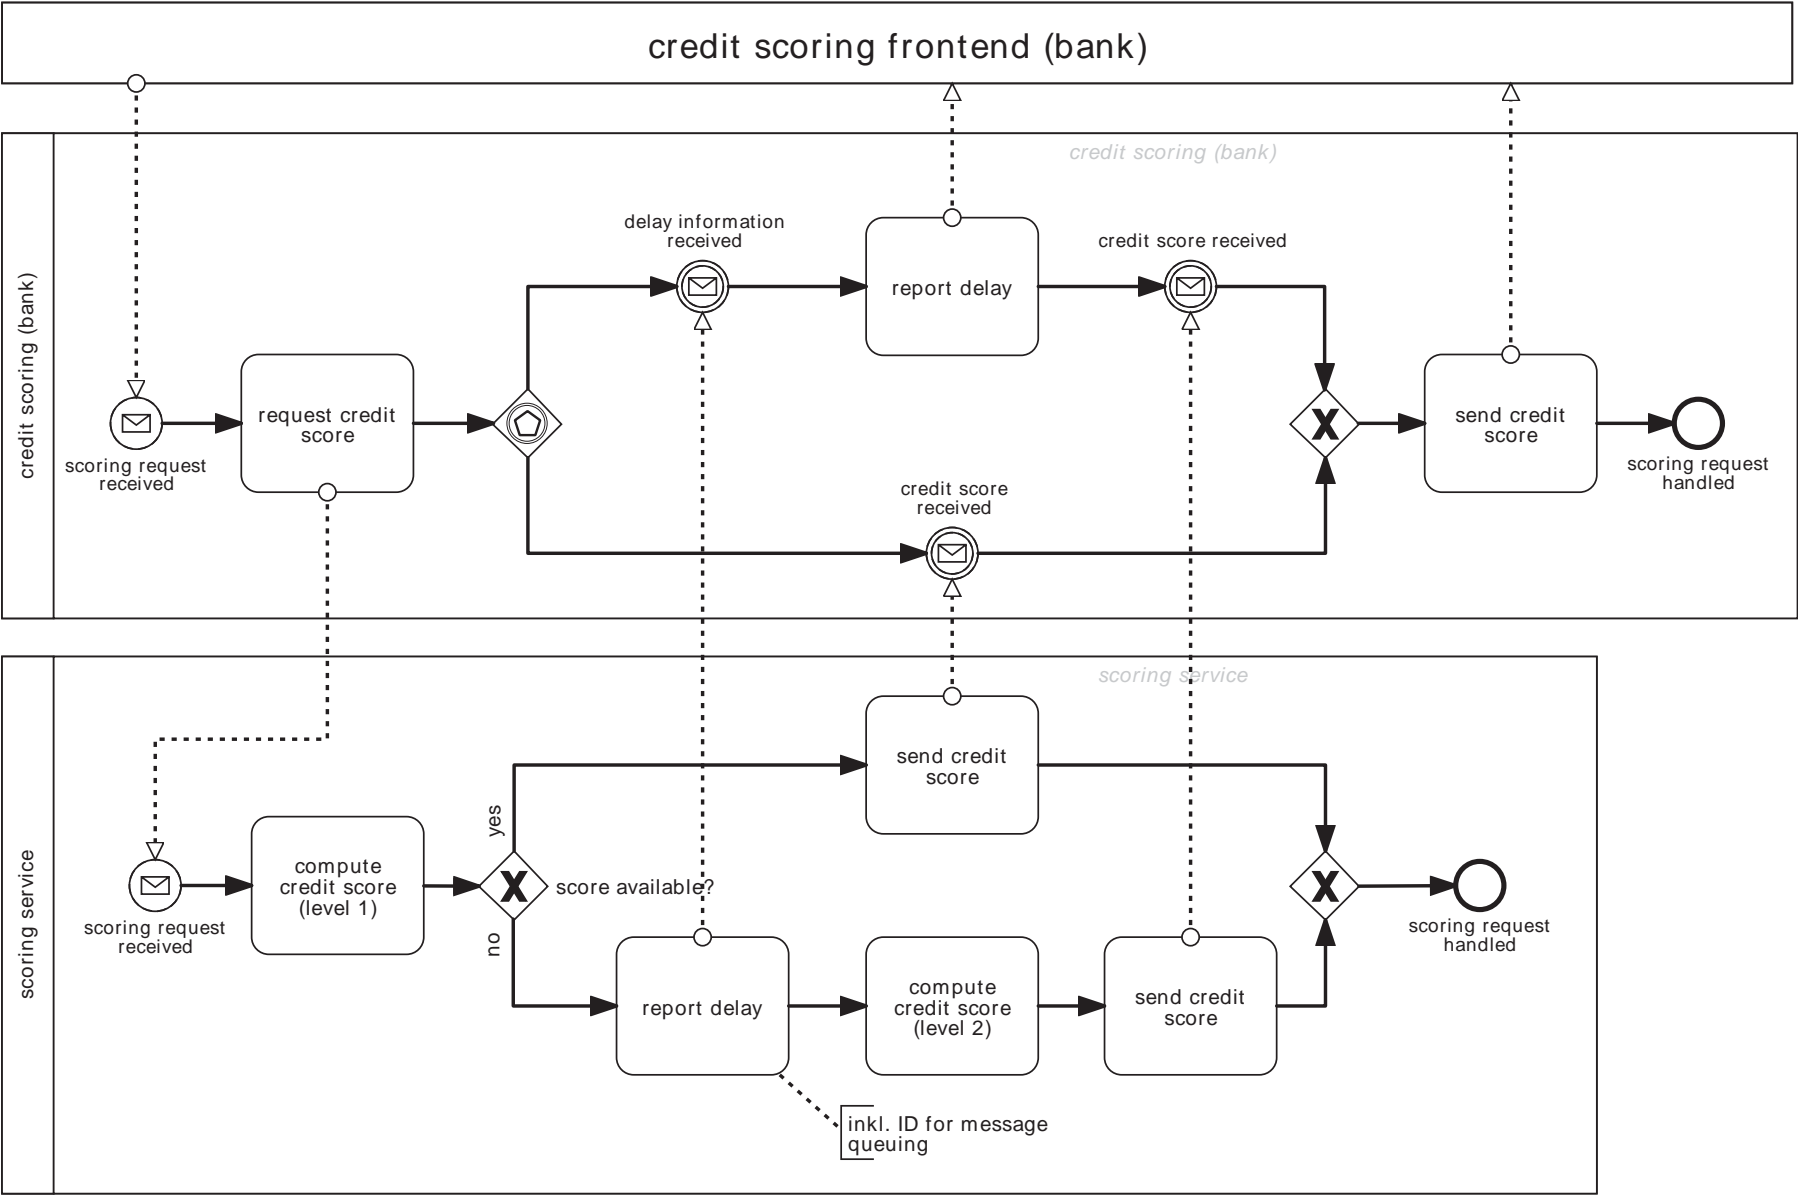 credit scoring frontend (bank)
credit scoring (bank)
credit scoring (bank)
delay information
received
report delay
credit score received
scoring request
received
request credit
score
credit score
received
send credit
score
scoring request
handled
scoring service
scoring service
send credit
score
yes
scoring request
received
compute
credit score
(level 1)
score available?
no
report delay
compute
credit score
(level 2)
send credit
score
scoring request
handled
inkl. ID for message
queuing